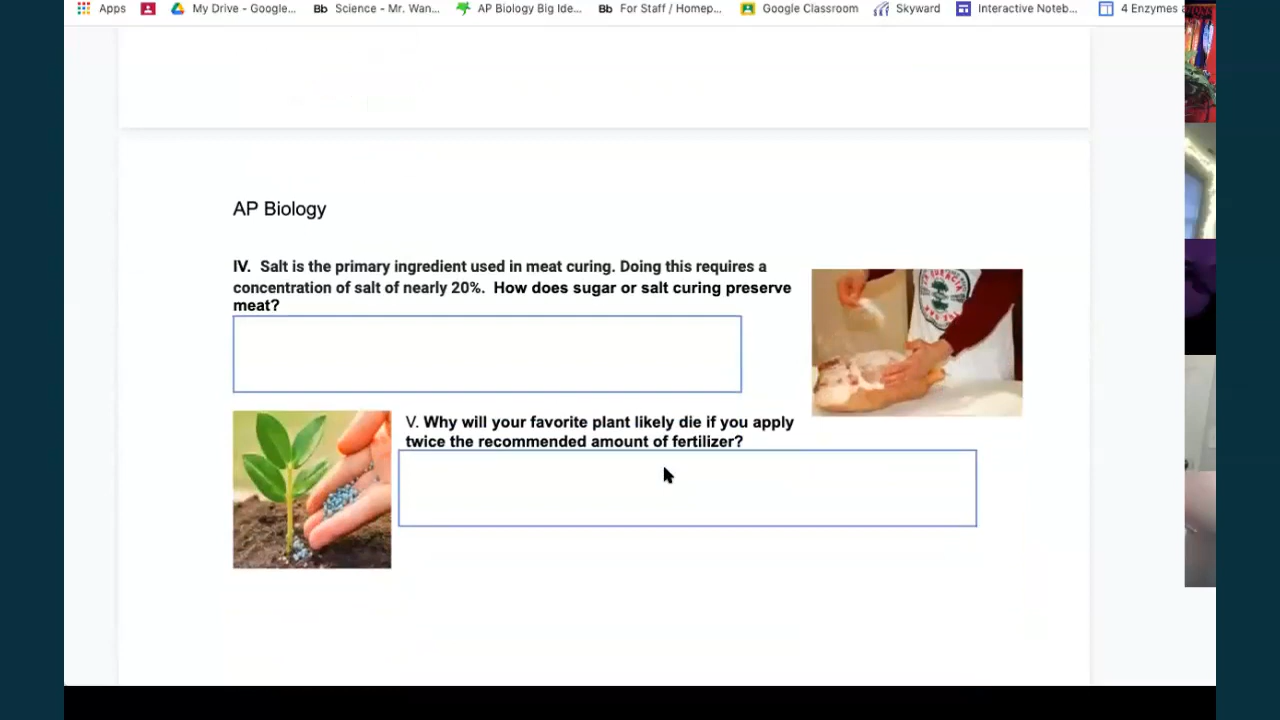 Apps My Drive - Google... Bb Science - Mr. Wan... AP Biology Big Ide... Bb For Staff / Homep... Google Classroom Skyward Interactive Noteb... 4 Enzymes
AP Biology
IV. Salt is the primary ingredient used in meat curing. Doing this requires a
concentration of salt of nearly 20%. How does sugar or salt curing preserve
meat?
V. Why will your favorite plant likely die if you apply
twice the recommended amount of fertilizer?